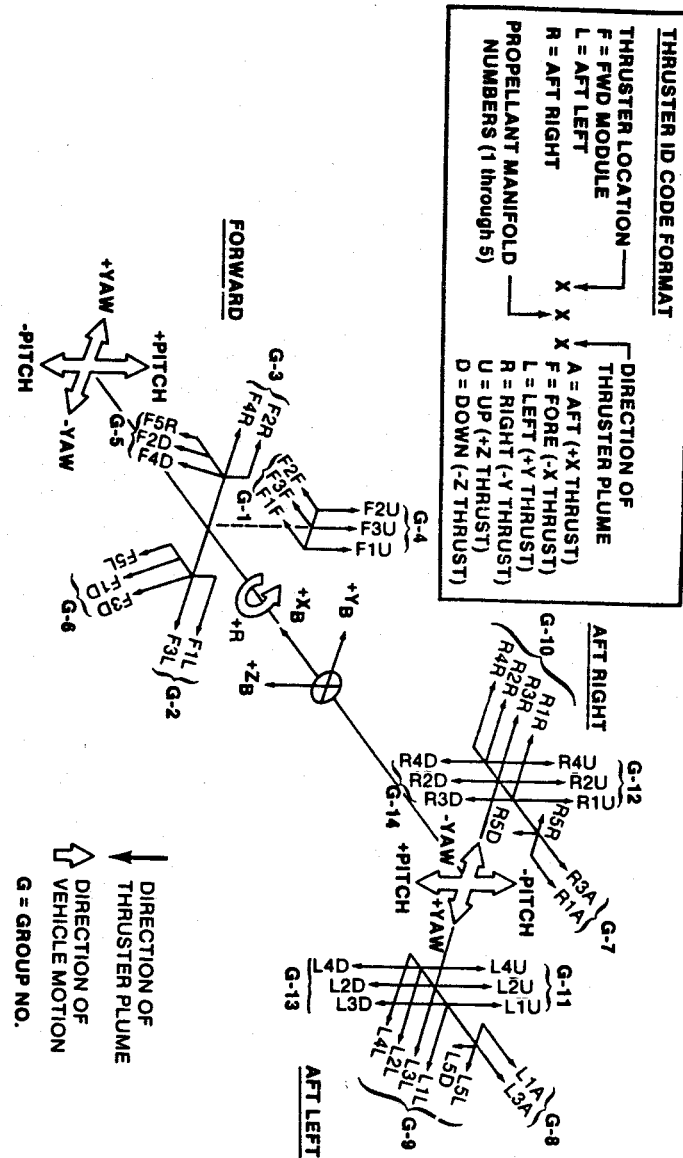 THRUSTER ID CODE FORMAT
THRUSTER LOCATION
F = FWD MODULE
L = AFT LEFT
R = AFT RIGHT
PROPELLANT MANIFOLD
NUMBERS (1 through 5)
X X X
DIRECTION OF
THRUSTER PLUME
A = AFT (+X THRUST)
F = FORE (-X THRUST)
L = LEFT (+Y THRUST)
R = RIGHT (-Y THRUST)
U = UP (+Z THRUST)
D = DOWN (-Z THRUST)
FORWARD
+PITCH
+YAW
-YAW
-PITCH
G-3
F2R
F4R
G-5
F5R
F2D
F4D
G-1
F2F
F3F
F1F
G-4
F2U
F3U
F1U
F5L
F1D
F3D
G-6
F1L
F3L
G-2
+R
+XB
+YB
+ZB
AFT RIGHT
G-10
R4R
R2R
R3R
R1R
G-12
R4U
R2U
R1U
R4D
R2D
R3D
G-14
R5R
R5D
R3A
R1A
G-7
-YAW
-PITCH
+PITCH
+YAW
G-11
L4U
L2U
L1U
L4D
L2D
L3D
G-13
L4L
L2L
L3L
L1L
G-9
L5D
L5L
L1A
L3A
G-8
AFT LEFT
DIRECTION OF
THRUSTER PLUME
DIRECTION OF
VEHICLE MOTION
G = GROUP NO.